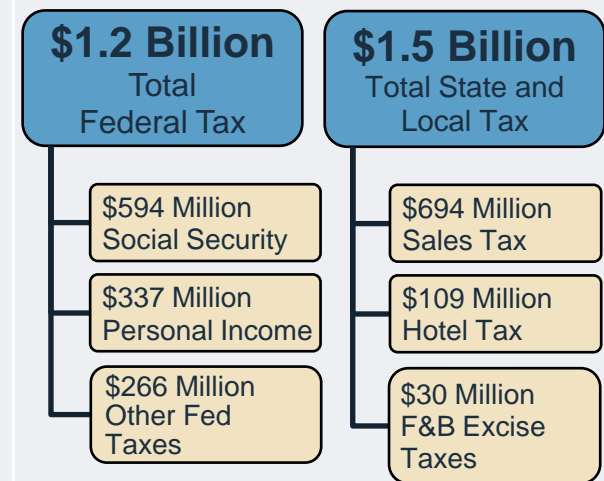 $1.2 Billion
Total
Federal Tax
$594 Million
Social Security
$337 Million
Personal Income
$266 Million
Other Fed
Taxes
$1.5 Billion
Total State and
Local Tax
$694 Million
Sales Tax
$109 Million
Hotel Tax
$30 Million
F&B Excise
Taxes